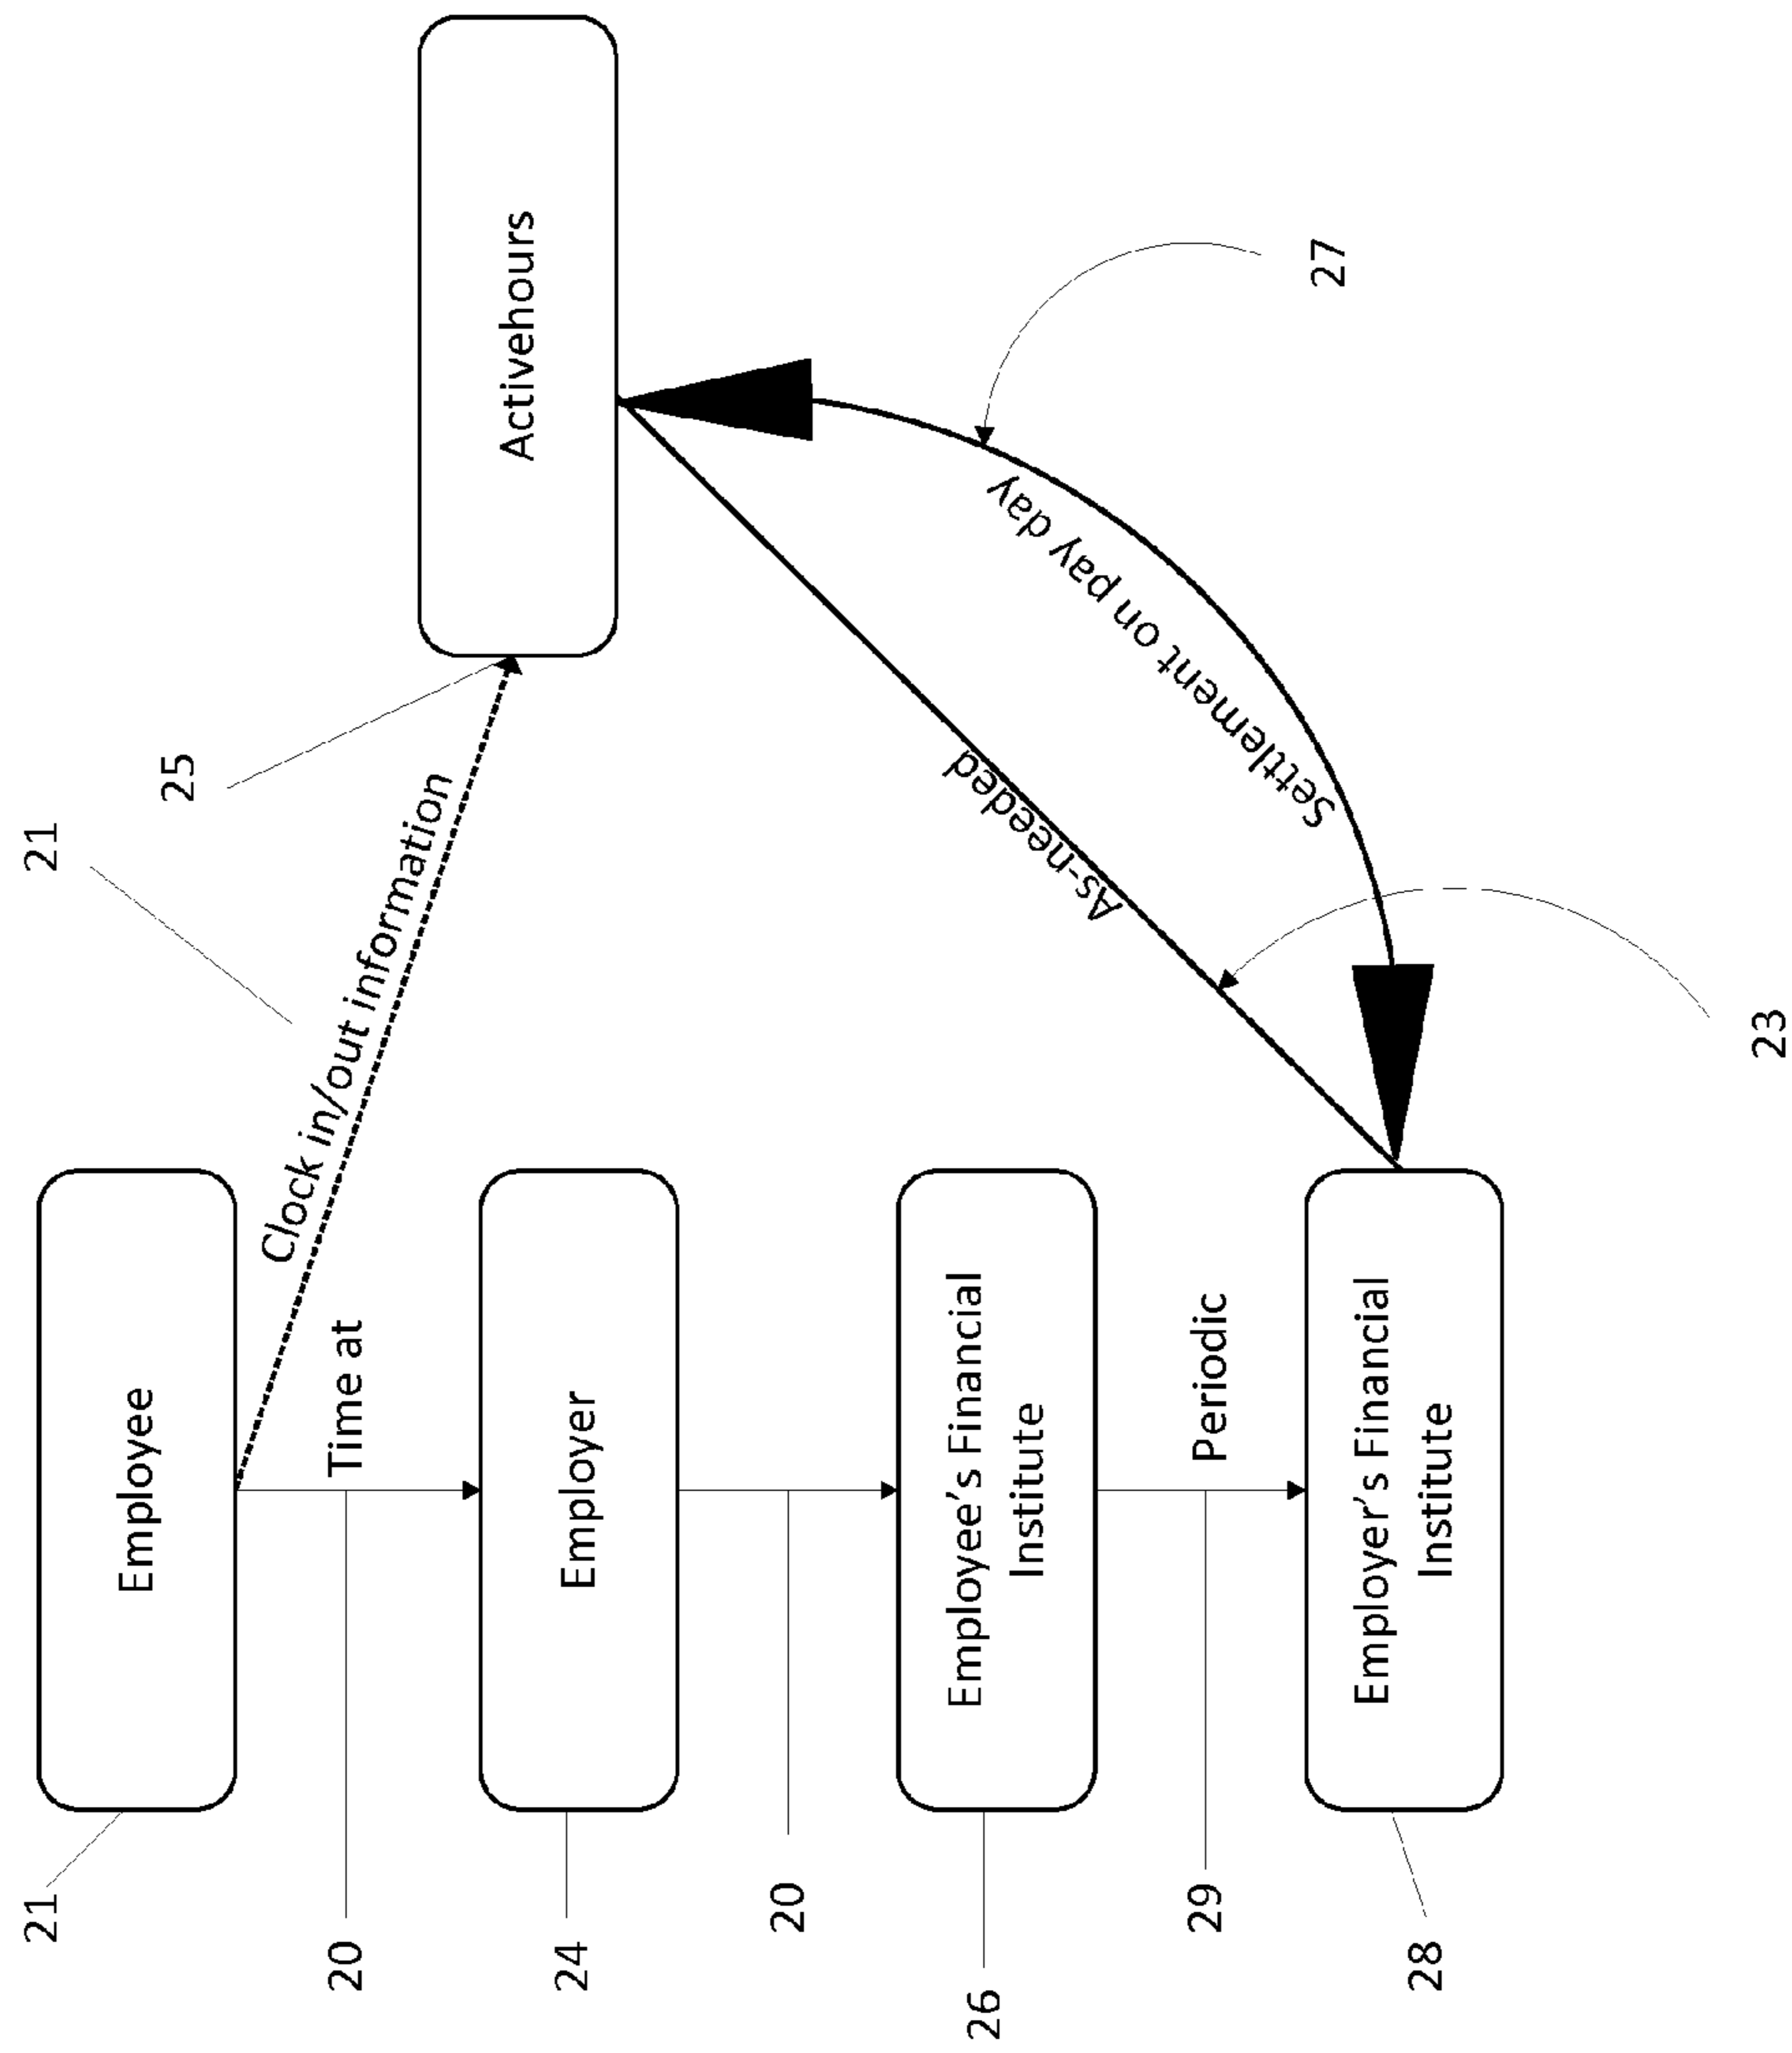 21
Employee
21
Clock in/out information
25
Activehours
20
Time at
24
Employer
20
26
Employee's Financial
Institute
As-needed
Settlement on pay day
27
29
Periodic
28
Employer's Financial
Institute
23